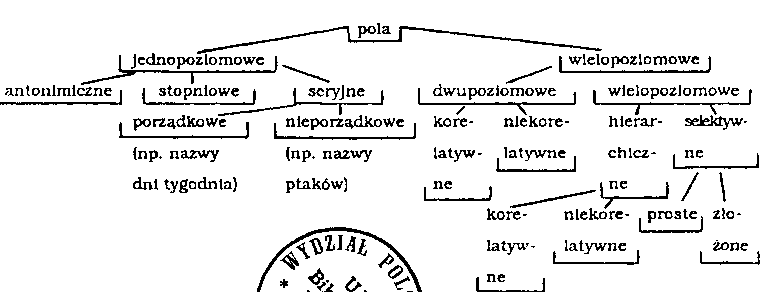 pola
jednopoziomowe wielopoziomowe
antonimiczne stopniowe seryjne dwupoziomowe wielopoziomowe
porządkowe nieporządkowe kore- niekore- hierar- selektyw-
(np. nazwy (np. nazwy latyw- latywne chicz- ne
dni tygodnia) ptaków) ne ne
kore- niekore- proste zło-
latyw- latywne żone
ne
* WYDZIAŁ POL
Bib U